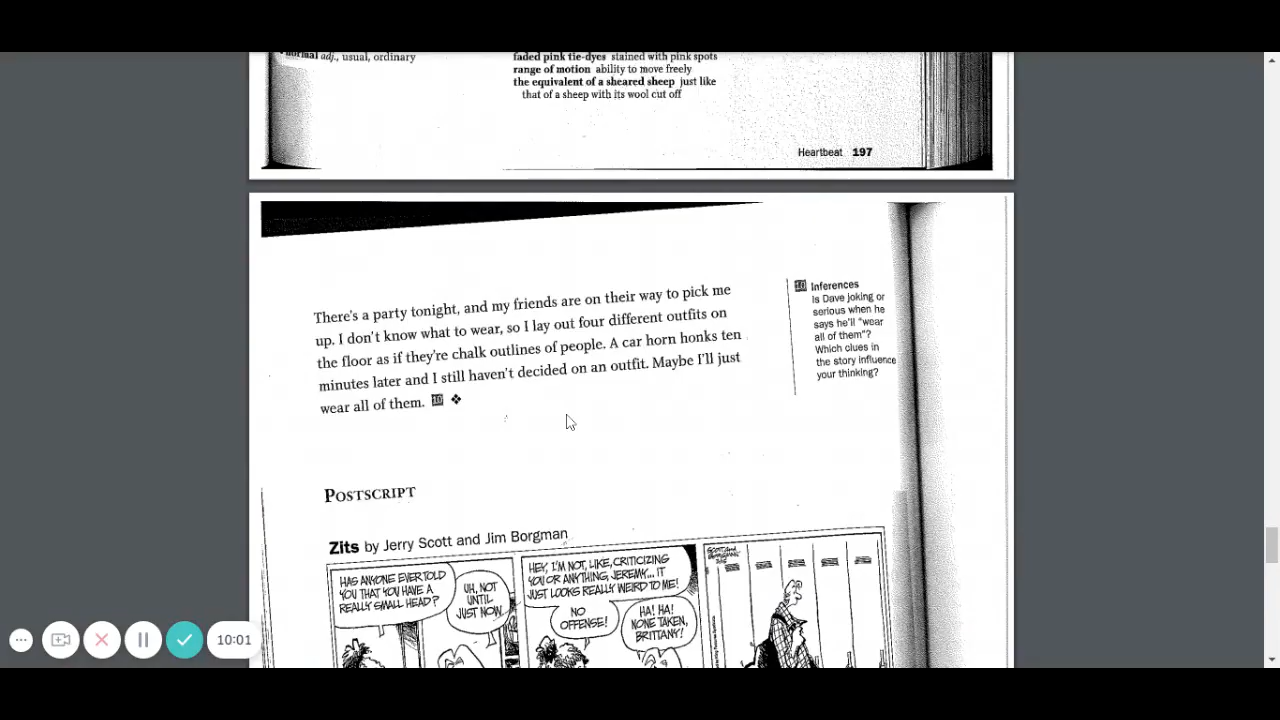 normal adj., usual, ordinary
faded pink tie-dyes stained with pink spots
range of motion ability to move freely
the equivalent of a sheared sheep just like
that of a sheep with its wool cut off
Heartbeat 197
There's a party tonight, and my friends are on their way to pick me
up. I don't know what to wear, so I lay out four different outfits on
the floor as if they're chalk outlines of people. A car horn honks ten
minutes later and I still haven't decided on an outfit. Maybe I'll just
wear all of them. 10 ❖
10 Inferences
Is Dave joking or
serious when he
says he'll "wear
all of them"?
Which clues in
the story influence
your thinking?
POSTSCRIPT
Zits by Jerry Scott and Jim Borgman
HAS ANYONE EVER TOLD
YOU THAT YOU HAVE A
REALLY SMALL HEAD?
UH, NOT
UNTIL
JUST NOW.
HEY, I'M NOT, LIKE, CRITICIZING
YOU OR ANYTHING, JEREMY... IT
JUST LOOKS REALLY WEIRD TO ME!
NO
OFFENSE!
HA! HA!
NONE TAKEN,
BRITTANY!
10:01